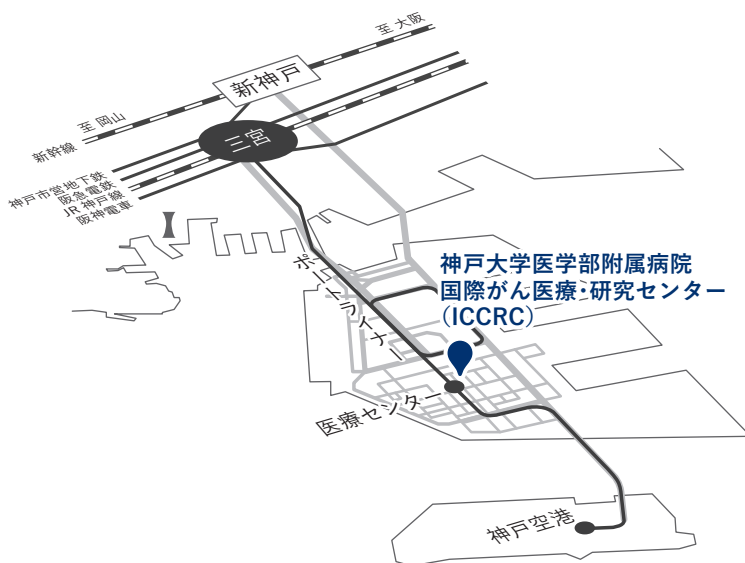 至 大阪
新神戸
至 岡山
新幹線
三宮
神戸市営地下鉄
阪急電鉄
JR 神戸線
阪神電車
ポートライナー
神戸大学医学部附属病院
国際がん医療・研究センター
(ICCRC)
医療センター
神戸空港